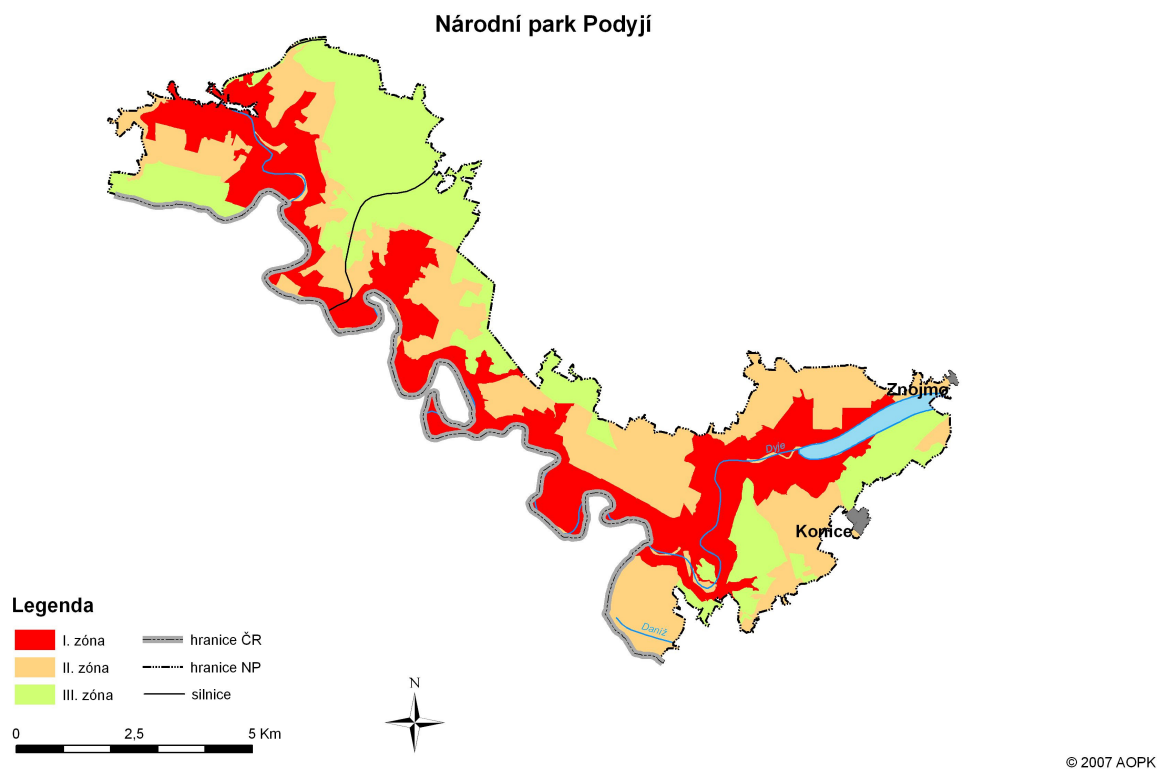 Národní park Podyjí
Znojmo
Dyje
Konice
Daníž
Legenda
I. zóna
II. zóna
III. zóna
hranice ČR
hranice NP
silnice
N
0 2,5 5 Km
© 2007 AOPK